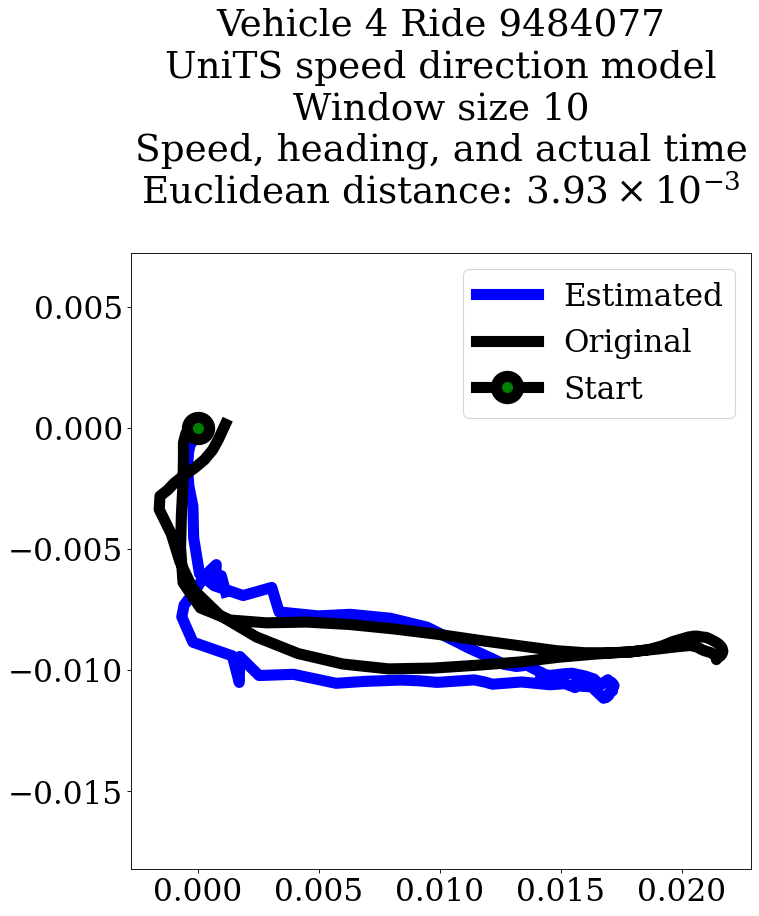 Vehicle 4 Ride 9484077
UniTS speed direction model
Window size 10
Speed, heading, and actual time
Euclidean distance: 3.93 × 10⁻³
Estimated
Original
Start
0.005
0.000
−0.005
−0.010
−0.015
0.000 0.005 0.010 0.015 0.020